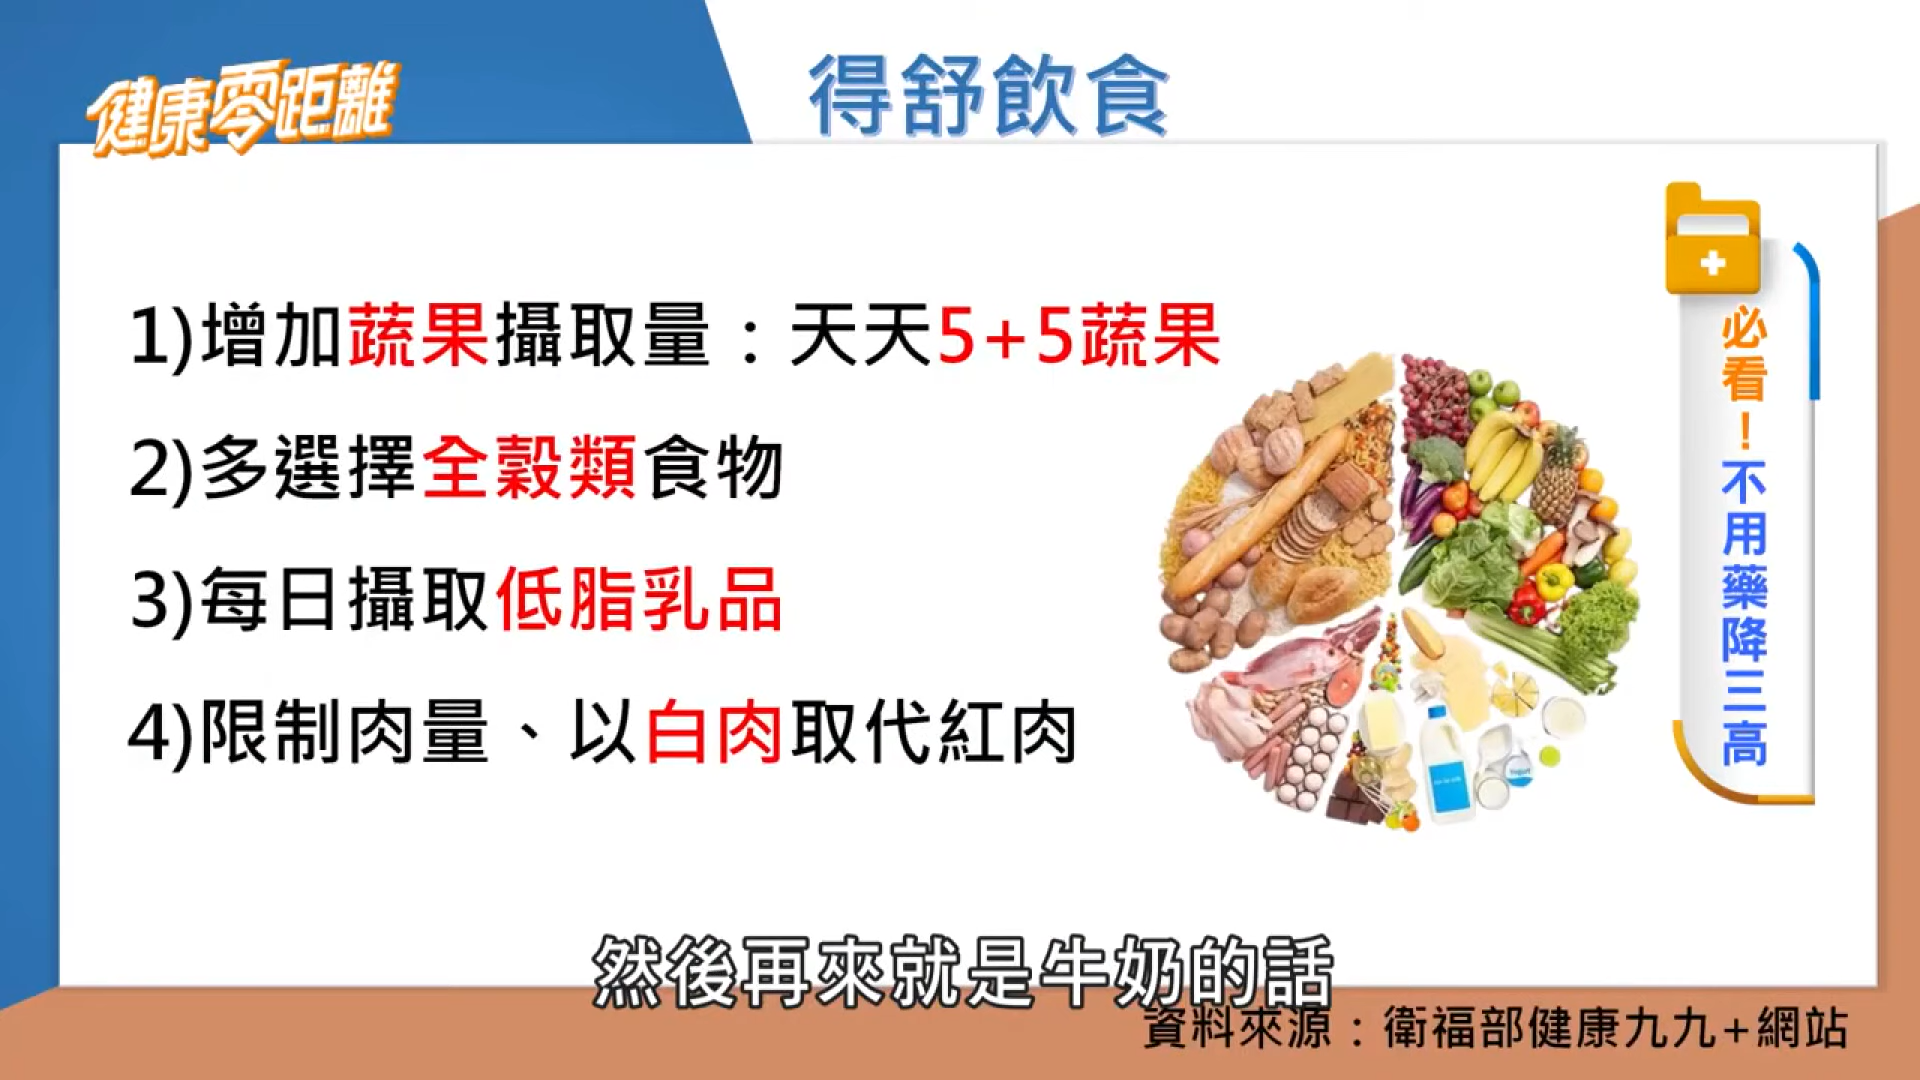 健康零距離
得舒飲食
1)增加蔬果攝取量：天天5+5蔬果
2)多選擇全穀類食物
3)每日攝取低脂乳品
4)限制肉量、以白肉取代紅肉
必看！不用藥降三高
然後再來就是牛奶的話
資料來源：衛福部健康九九+網站